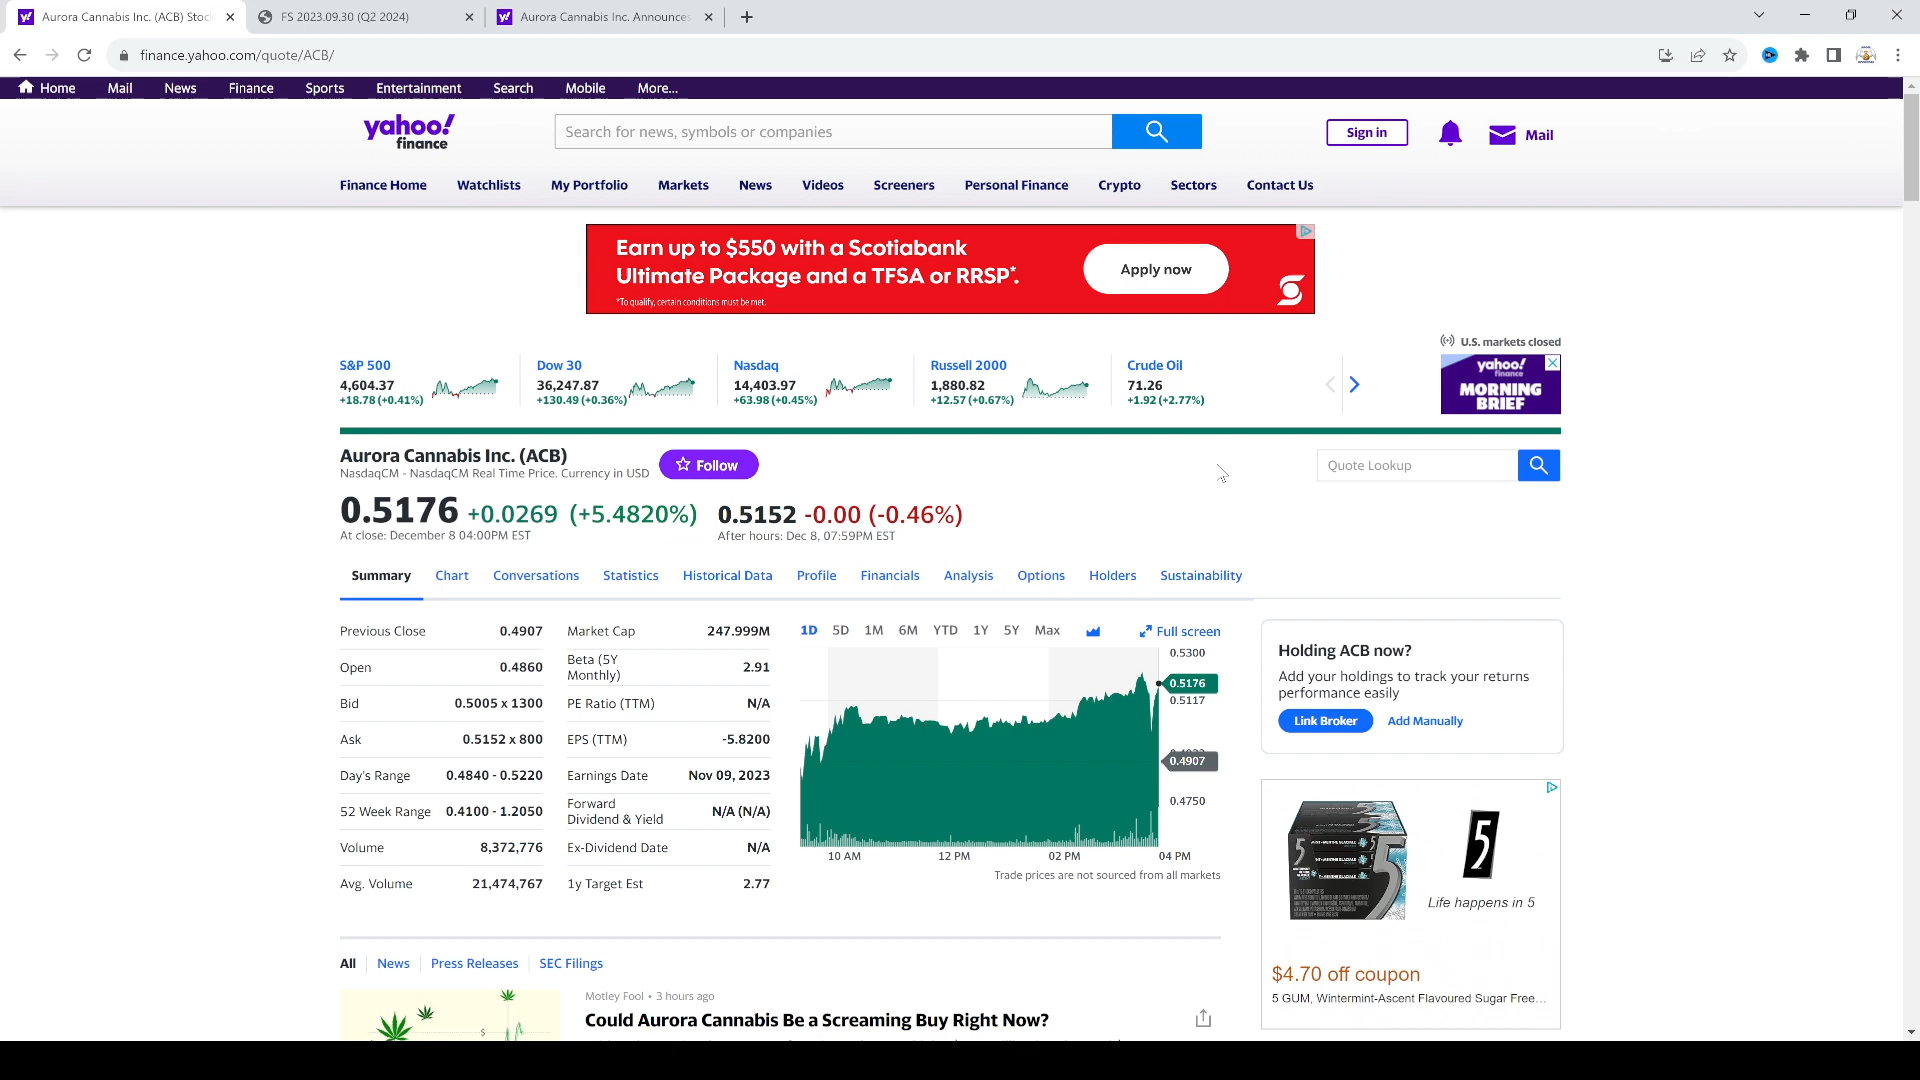 Aurora Cannabis Inc. (ACB) Stoc
FS 2023.09.30 (Q2 2024)
Aurora Cannabis Inc. Announces
finance.yahoo.com/quote/ACB/
Home Mail News Finance Sports Entertainment Search Mobile More...
yahoo!
finance
Search for news, symbols or companies
Sign in
Mail
Finance Home Watchlists My Portfolio Markets News Videos Screeners Personal Finance Crypto Sectors Contact Us
Earn up to $550 with a Scotiabank
Ultimate Package and a TFSA or RRSP*.
*To qualify, certain conditions must be met.
Apply now
U.S. markets closed
S&P 500
4,604.37
+18.78 (+0.41%)
Dow 30
36,247.87
+130.49 (+0.36%)
Nasdaq
14,403.97
+63.98 (+0.45%)
Russell 2000
1,880.82
+12.57 (+0.67%)
Crude Oil
71.26
+1.92 (+2.77%)
yahoo!
finance
MORNING
BRIEF
Aurora Cannabis Inc. (ACB)
NasdaqCM - NasdaqCM Real Time Price. Currency in USD
Follow
Quote Lookup
0.5176 +0.0269 (+5.4820%)
At close: December 8 04:00PM EST
0.5152 -0.00 (-0.46%)
After hours: Dec 8, 07:59PM EST
Summary Chart Conversations Statistics Historical Data Profile Financials Analysis Options Holders Sustainability
Previous Close 0.4907
Open 0.4860
Bid 0.5005 x 1300
Ask 0.5152 x 800
Day's Range 0.4840 - 0.5220
52 Week Range 0.4100 - 1.2050
Volume 8,372,776
Avg. Volume 21,474,767
Market Cap 247.999M
Beta (5Y
Monthly) 2.91
PE Ratio (TTM) N/A
EPS (TTM) -5.8200
Earnings Date Nov 09, 2023
Forward
Dividend & Yield N/A (N/A)
Ex-Dividend Date N/A
1y Target Est 2.77
1D 5D 1M 6M YTD 1Y 5Y Max
Full screen
0.5300
0.5176
0.5117
0.4907
0.4750
10 AM 12 PM 02 PM 04 PM
Trade prices are not sourced from all markets
Holding ACB now?
Add your holdings to track your returns
performance easily
Link Broker Add Manually
5
5
5
Life happens in 5
$4.70 off coupon
5 GUM, Wintermint-Ascent Flavoured Sugar Free...
All News Press Releases SEC Filings
Motley Fool • 3 hours ago
Could Aurora Cannabis Be a Screaming Buy Right Now?
$